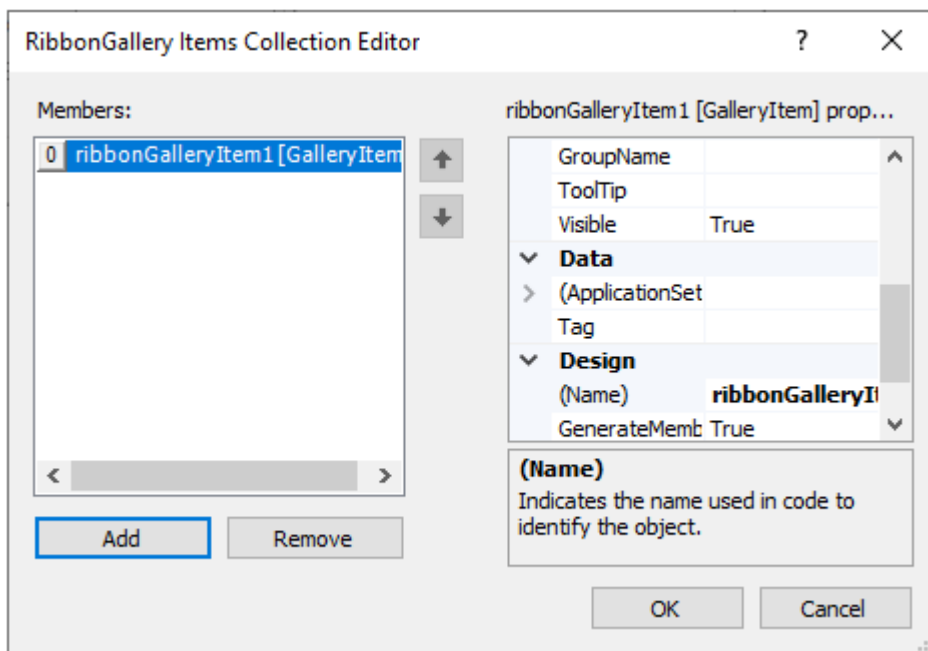 RibbonGallery Items Collection Editor ?
Members:
0 ribbonGalleryItem1 [GalleryItem
Add Remove
ribbonGalleryItem1 [GalleryItem] prop...
GroupName
ToolTip
Visible True
Data
(ApplicationSet
Tag
Design
(Name) ribbonGalleryIt
GenerateMemb True
(Name)
Indicates the name used in code to
identify the object.
OK Cancel